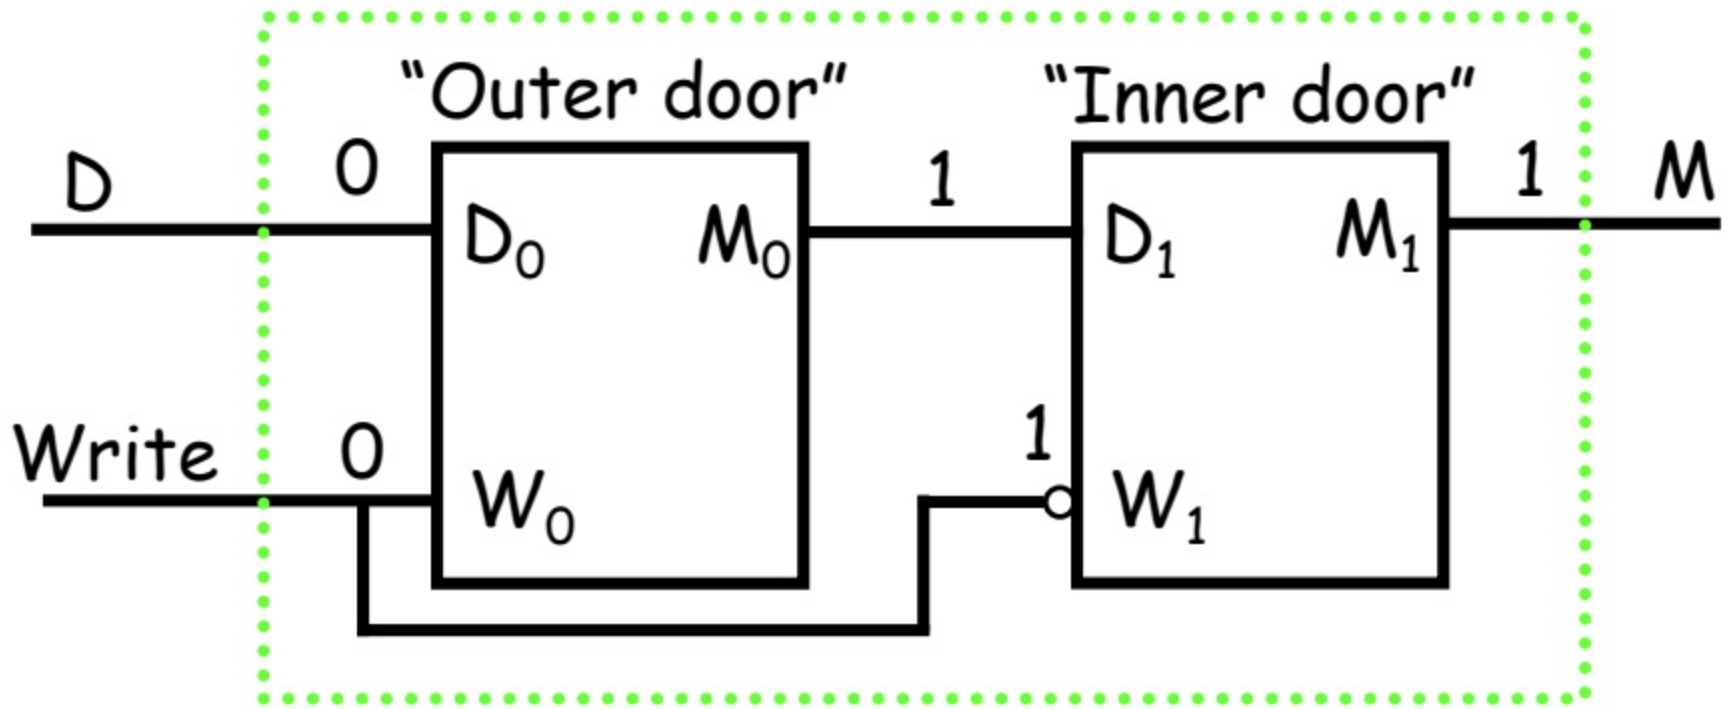 “Outer door” “Inner door”
D 0 1 1 M
D₀ M₀ D₁ M₁
Write 0 1
W₀ W₁